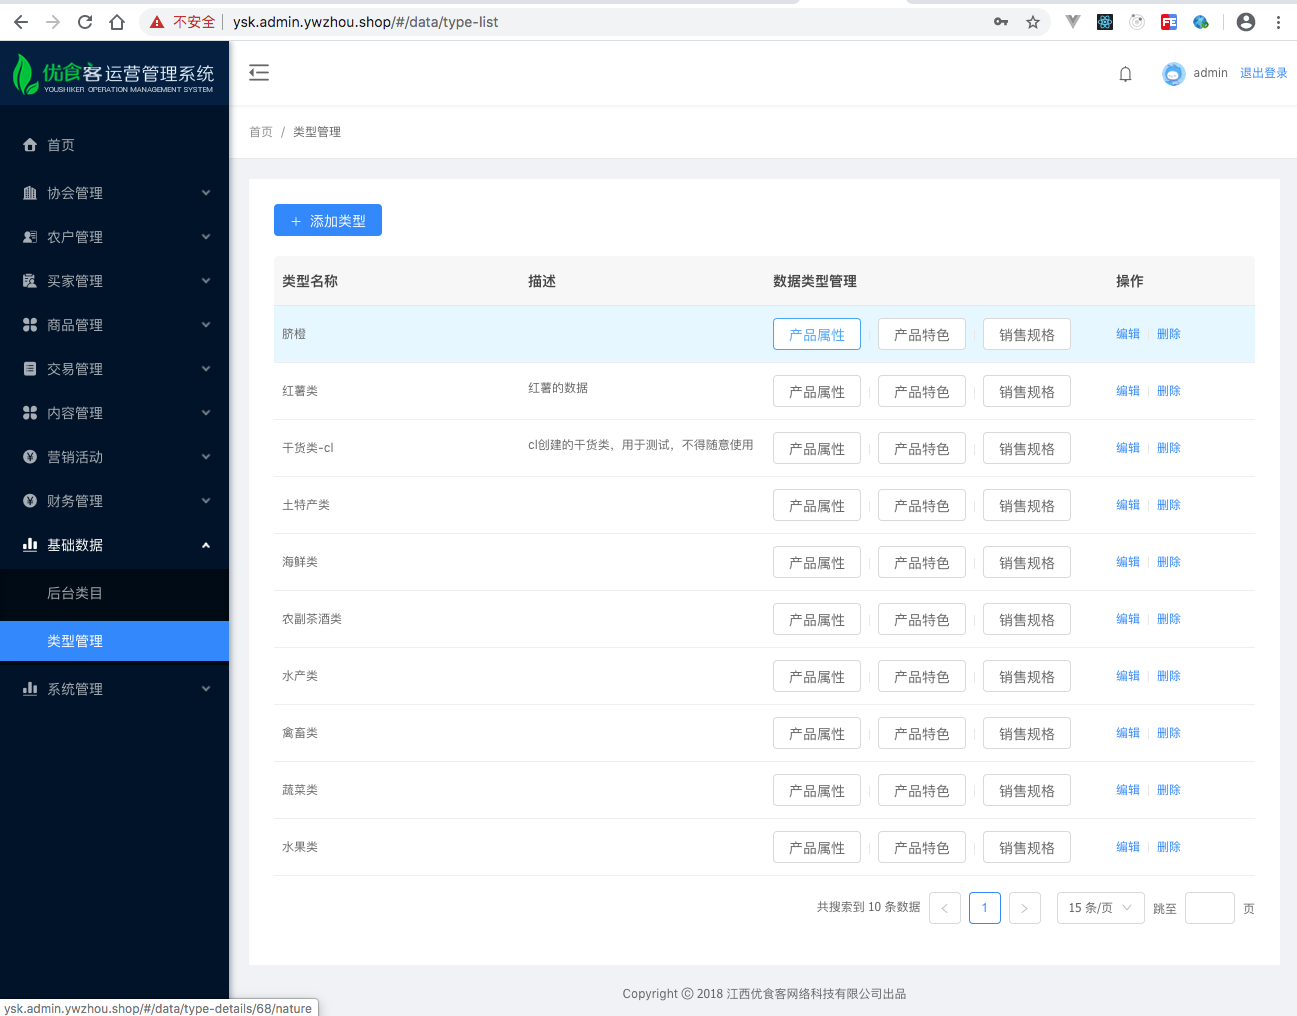 不安全 ysk.admin.ywzhou.shop/#/data/type-list
优食客 运营管理系统
YOUSHIKER OPERATION MANAGEMENT SYSTEM
admin 退出登录
首页 / 类型管理
首页
协会管理
农户管理
买家管理
商品管理
交易管理
内容管理
营销活动
财务管理
基础数据
后台类目
类型管理
系统管理
+ 添加类型
类型名称 描述 数据类型管理 操作
脐橙 产品属性 产品特色 销售规格 编辑 删除
红薯类 红薯的数据 产品属性 产品特色 销售规格 编辑 删除
干货类-cl cl创建的干货类，用于测试，不得随意使用 产品属性 产品特色 销售规格 编辑 删除
土特产类 产品属性 产品特色 销售规格 编辑 删除
海鲜类 产品属性 产品特色 销售规格 编辑 删除
农副茶酒类 产品属性 产品特色 销售规格 编辑 删除
水产类 产品属性 产品特色 销售规格 编辑 删除
禽畜类 产品属性 产品特色 销售规格 编辑 删除
蔬菜类 产品属性 产品特色 销售规格 编辑 删除
水果类 产品属性 产品特色 销售规格 编辑 删除
共搜索到 10 条数据 < 1 > 15 条/页 跳至 页
Copyright © 2018 江西优食客网络科技有限公司出品
ysk.admin.ywzhou.shop/#/data/type-details/68/nature